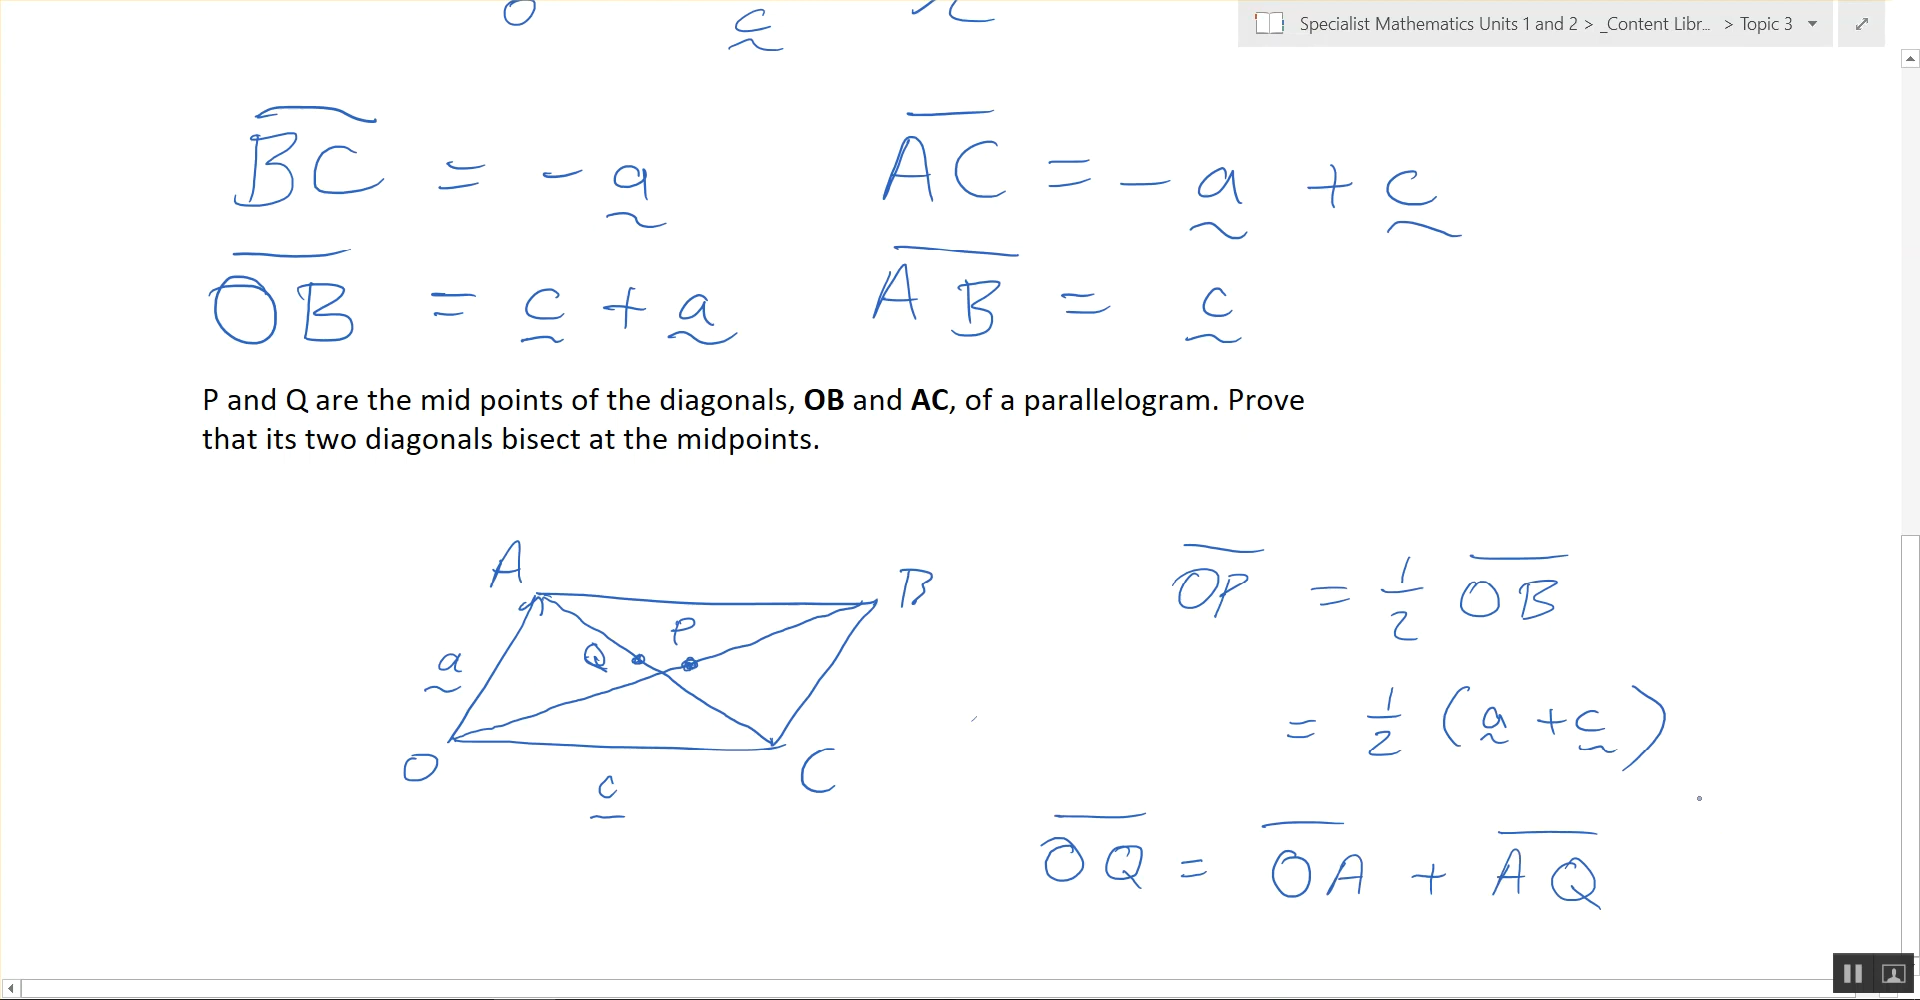 Specialist Mathematics Units 1 and 2 > _Content Libr... > Topic 3
c
BC = - a
AC = - a + c
OB = c + a
AB = c
P and Q are the mid points of the diagonals, OB and AC, of a parallelogram. Prove
that its two diagonals bisect at the midpoints.
A
B
P
Q
a
O
C
c
OP = 1/2 OB
= 1/2 (a + c)
OQ = OA + AQ